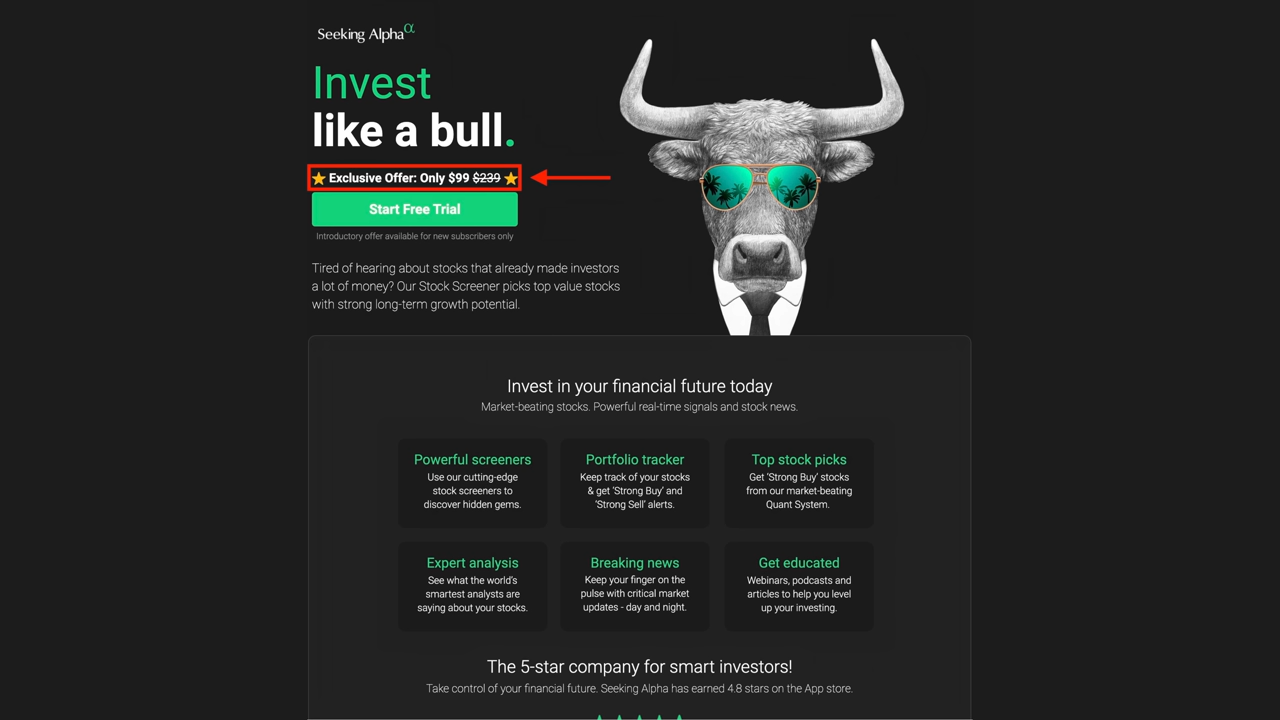 Seeking Alpha α
Invest
like a bull.
Exclusive Offer: Only $99 $239
Start Free Trial
Introductory offer available for new subscribers only
Tired of hearing about stocks that already made investors
a lot of money? Our Stock Screener picks top value stocks
with strong long-term growth potential.
Invest in your financial future today
Market-beating stocks. Powerful real-time signals and stock news.
Powerful screeners
Use our cutting-edge
stock screeners to
discover hidden gems.
Portfolio tracker
Keep track of your stocks
& get ‘Strong Buy’ and
‘Strong Sell’ alerts.
Top stock picks
Get ‘Strong Buy’ stocks
from our market-beating
Quant System.
Expert analysis
See what the world’s
smartest analysts are
saying about your stocks.
Breaking news
Keep your finger on the
pulse with critical market
updates - day and night.
Get educated
Webinars, podcasts and
articles to help you level
up your investing.
The 5-star company for smart investors!
Take control of your financial future. Seeking Alpha has earned 4.8 stars on the App store.